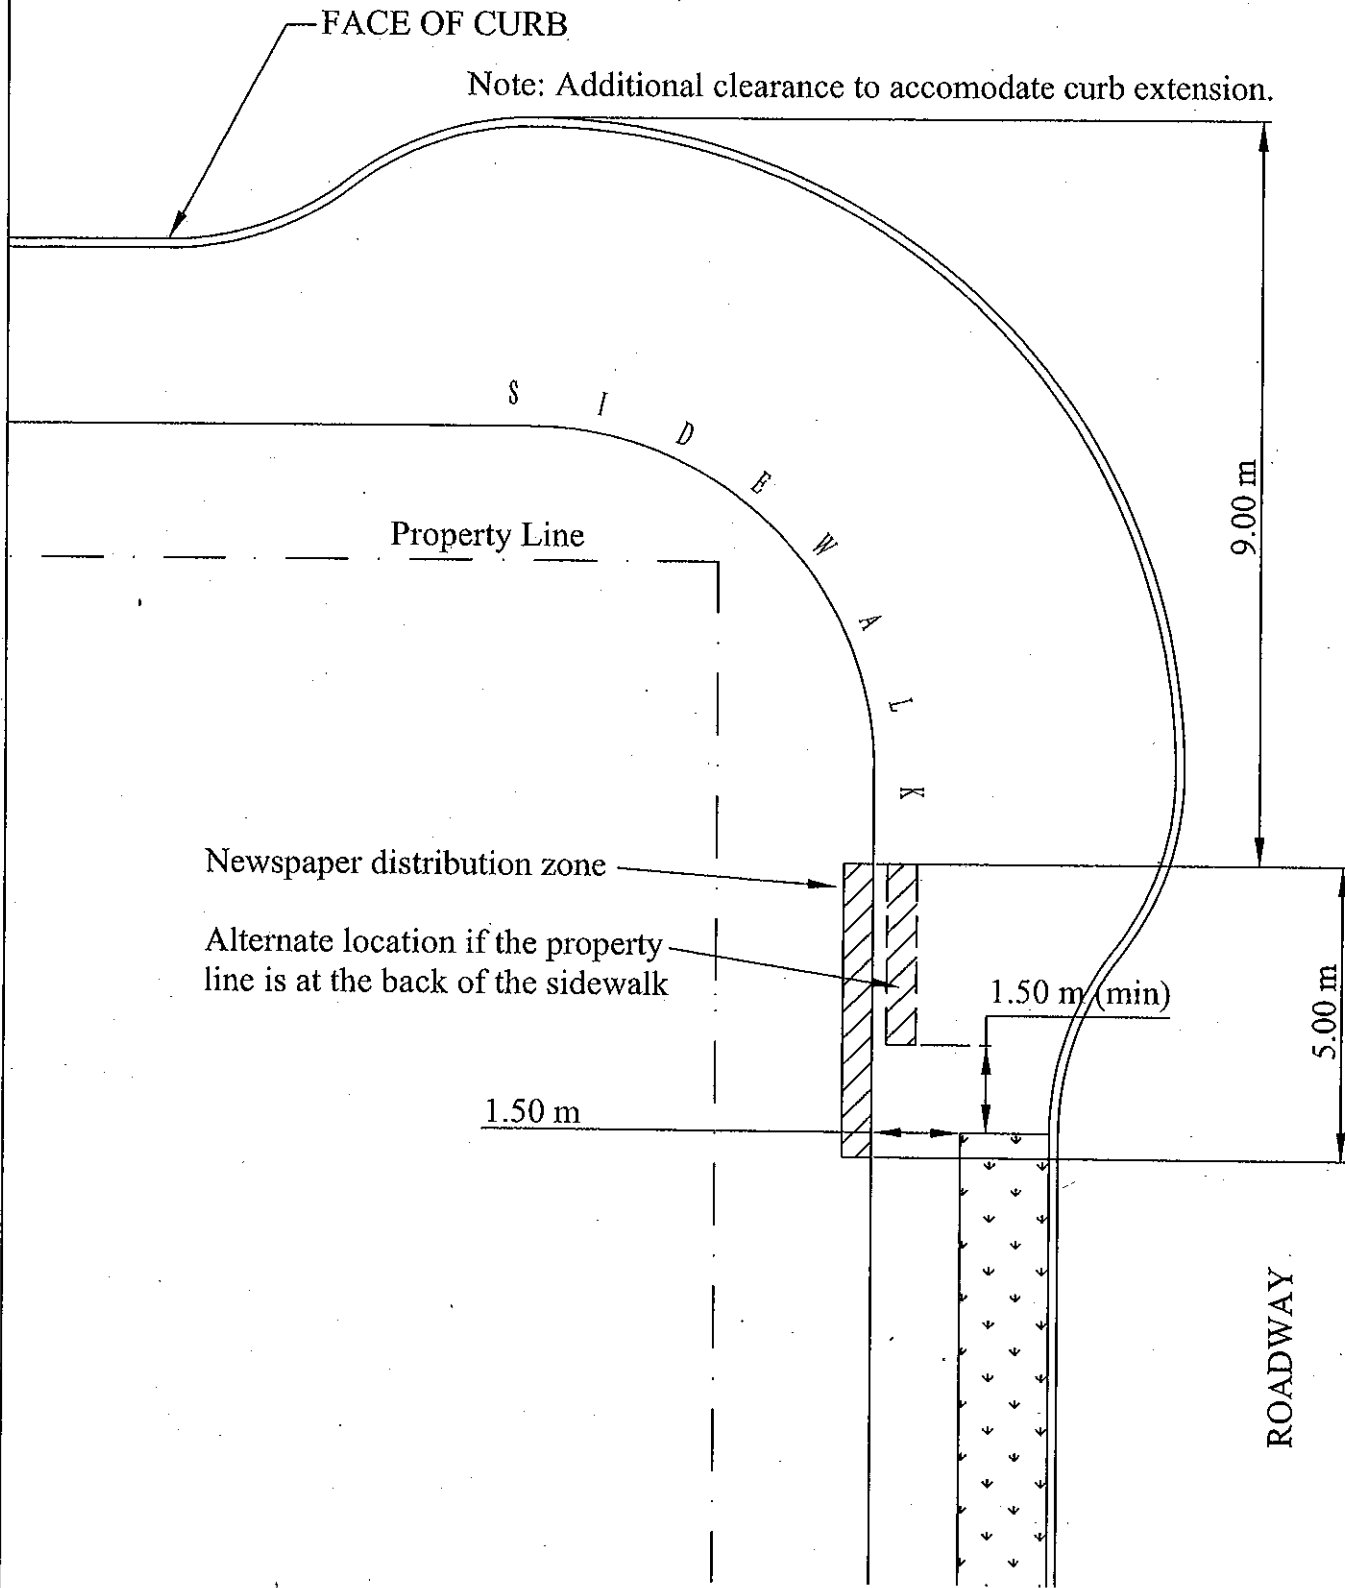 FACE OF CURB
Note: Additional clearance to accomodate curb extension.
SIDEWALK
Property Line
9.00 m
Newspaper distribution zone
Alternate location if the property
line is at the back of the sidewalk
1.50 m (min)
5.00 m
1.50 m
ROADWAY